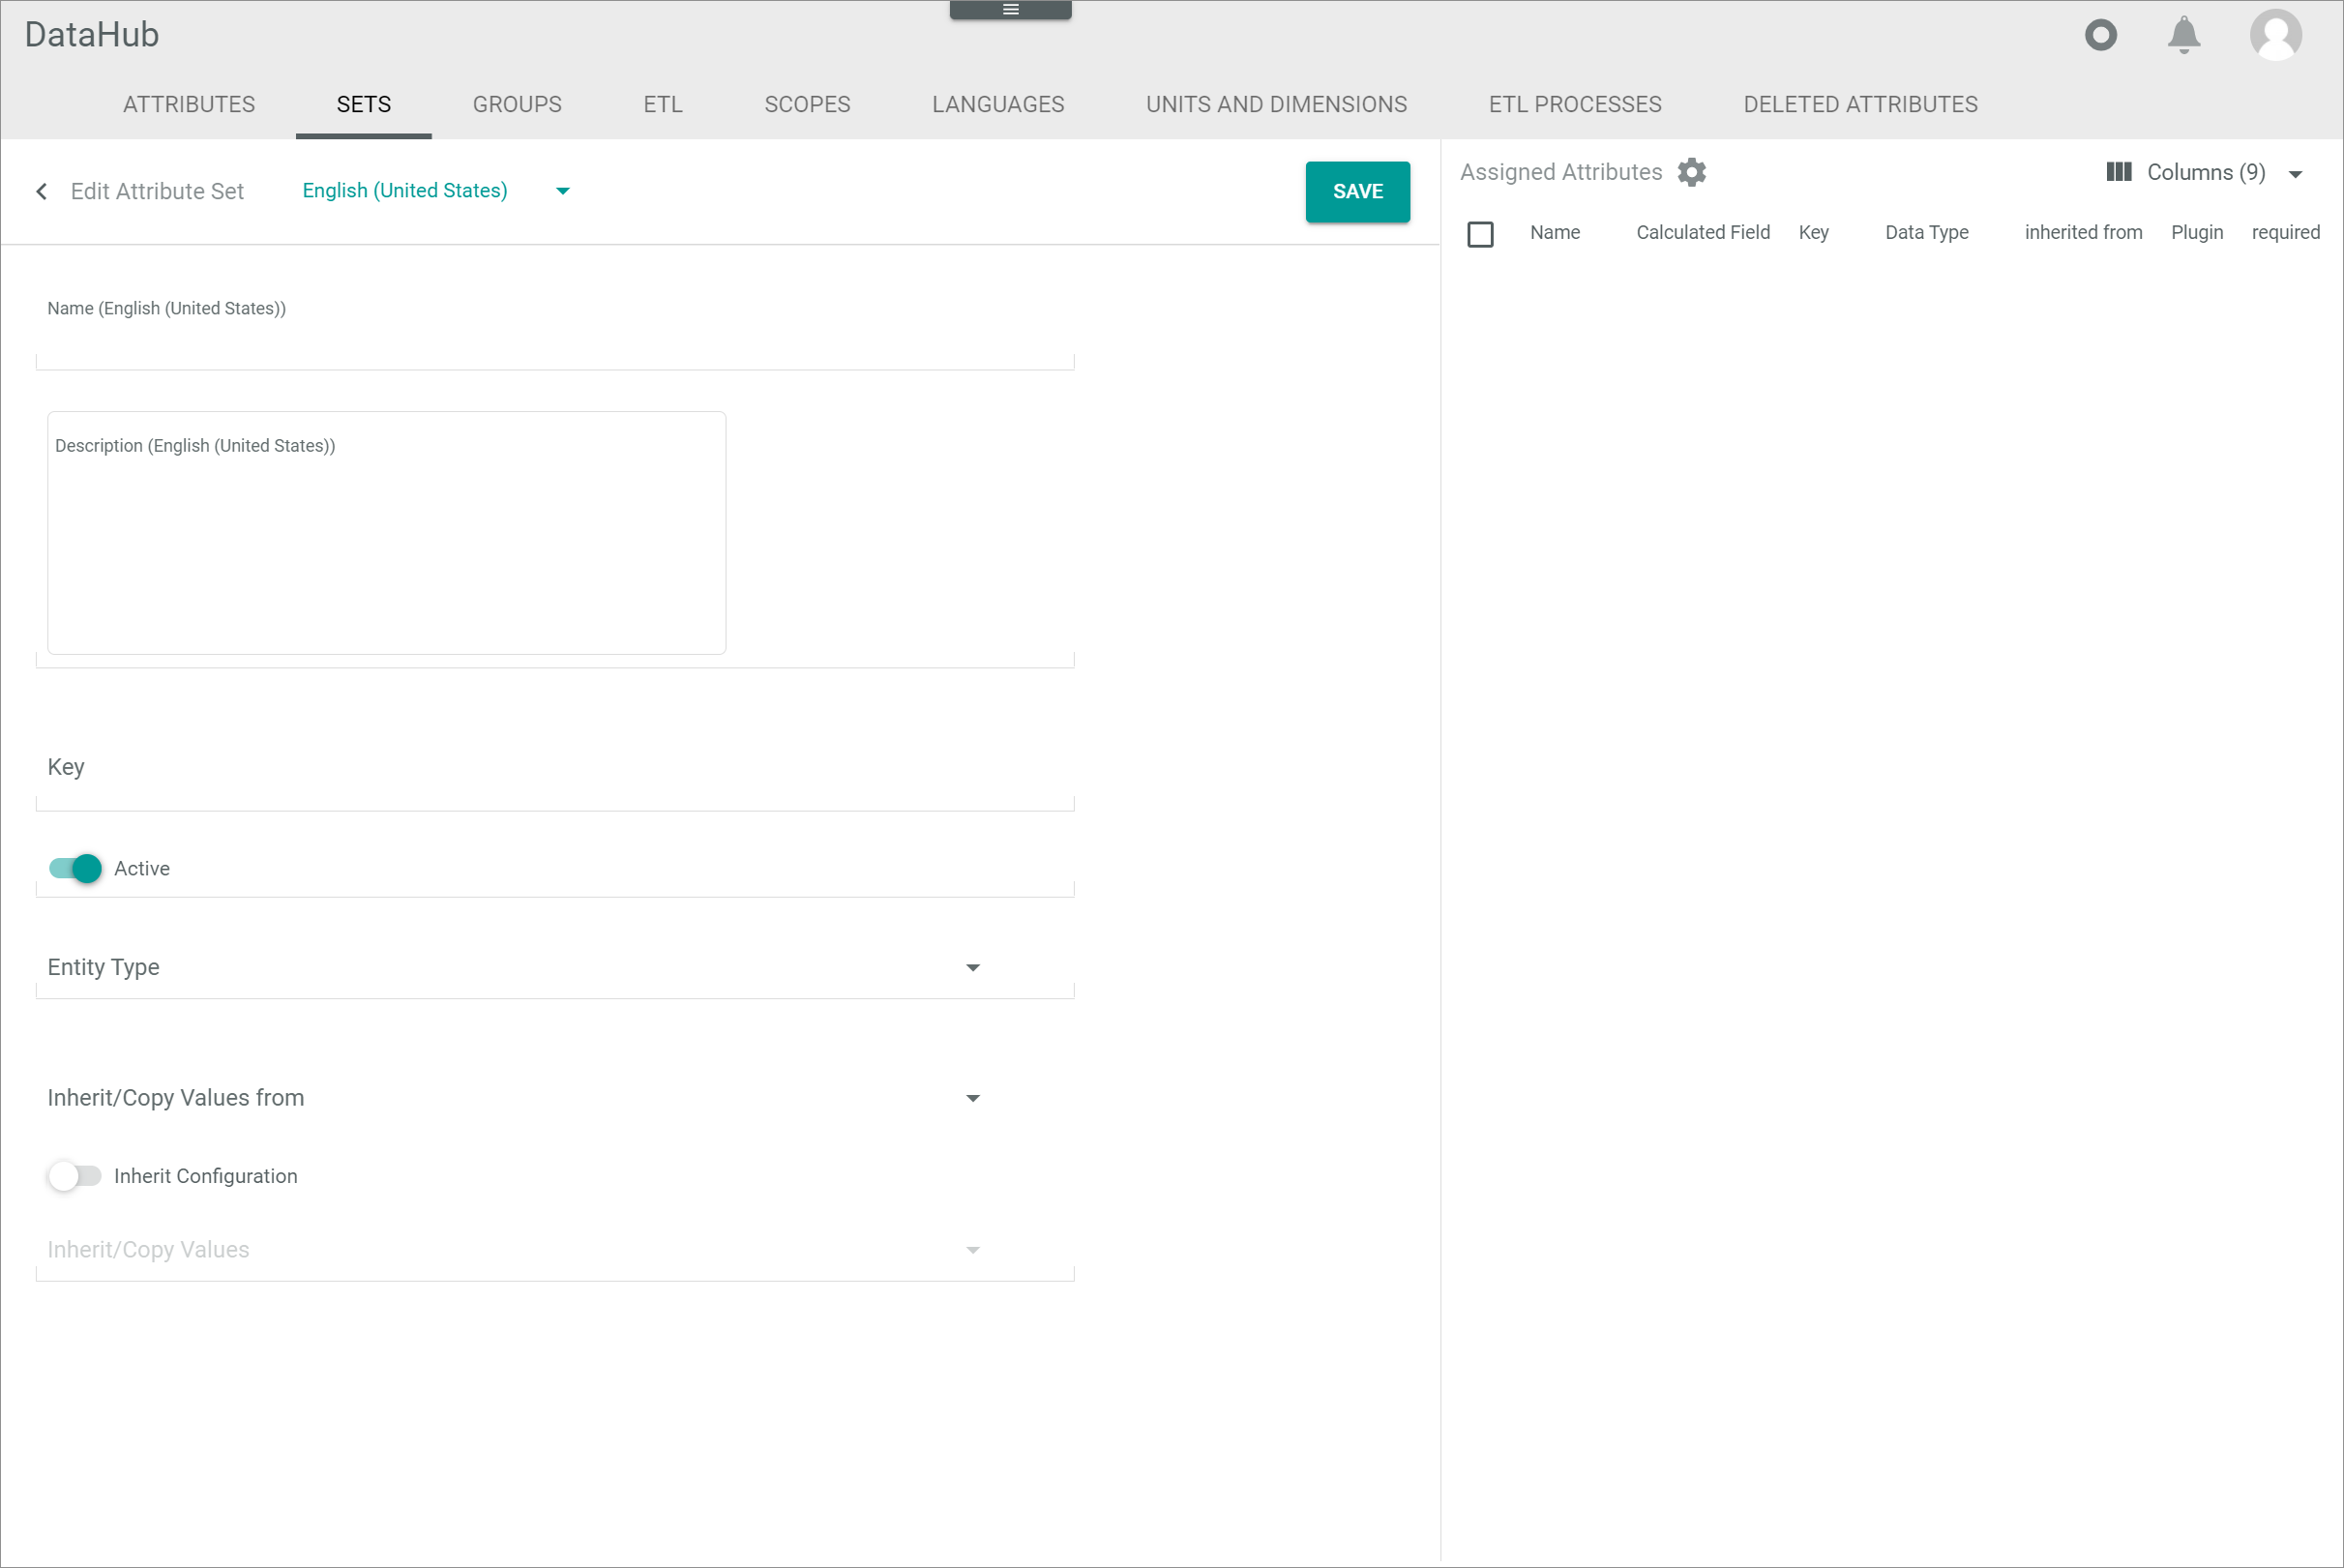 DataHub
ATTRIBUTES SETS GROUPS ETL SCOPES LANGUAGES UNITS AND DIMENSIONS ETL PROCESSES DELETED ATTRIBUTES
Edit Attribute Set English (United States) SAVE
Assigned Attributes Columns (9)
Name Calculated Field Key Data Type inherited from Plugin required
Name (English (United States))
Description (English (United States))
Key
Active
Entity Type
Inherit/Copy Values from
Inherit Configuration
Inherit/Copy Values